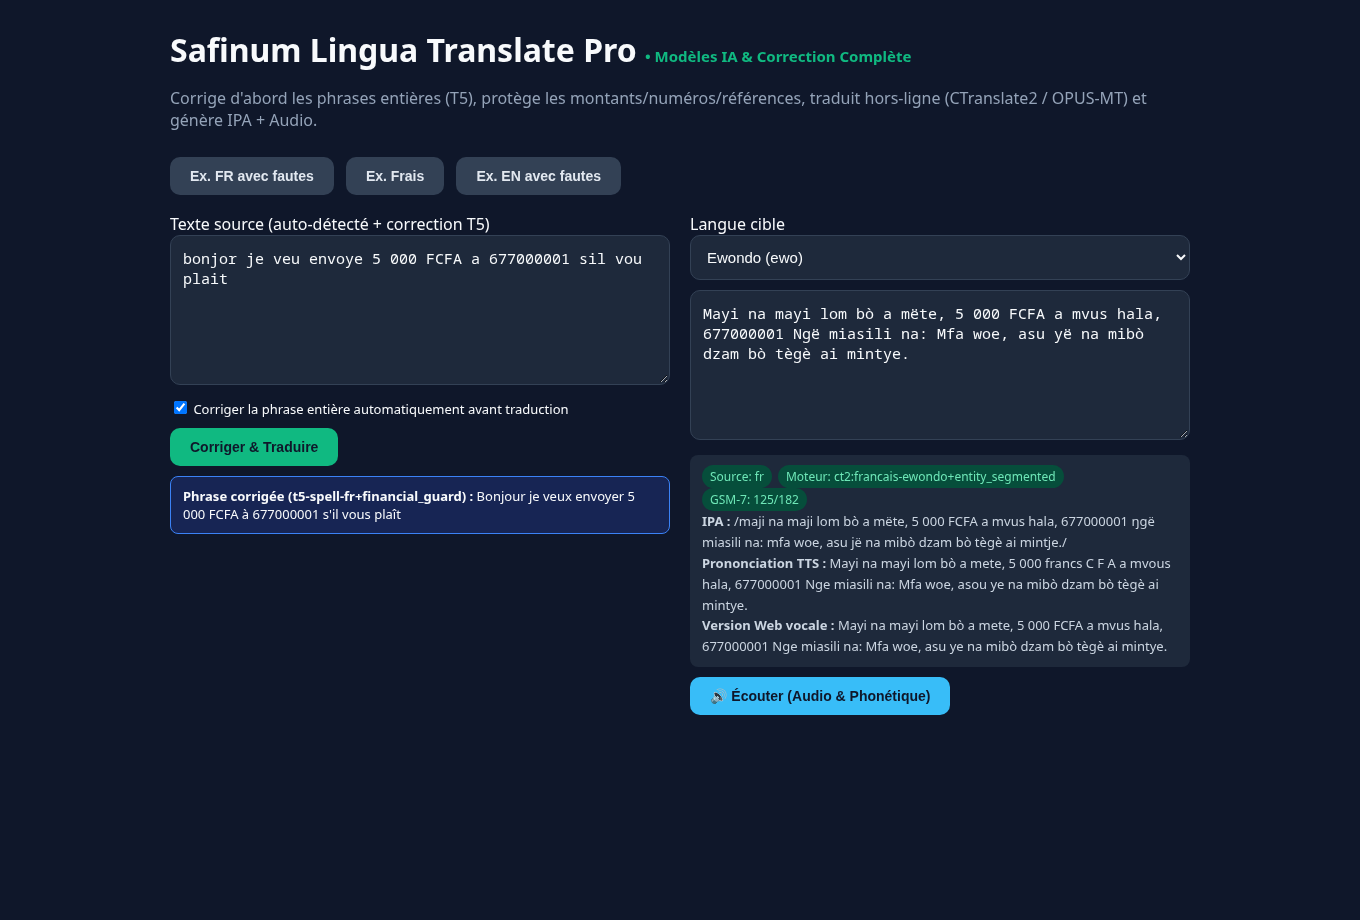 Safinum Lingua Translate Pro • Modèles IA & Correction Complète
Corrige d'abord les phrases entières (T5), protège les montants/numéros/références, traduit hors-ligne (CTranslate2 / OPUS-MT) et
génère IPA + Audio.
Ex. FR avec fautes
Ex. Frais
Ex. EN avec fautes
Texte source (auto-détecté + correction T5)
bonjor je veu envoye 5 000 FCFA a 677000001 sil vou
plait
Corriger la phrase entière automatiquement avant traduction
Corriger & Traduire
Phrase corrigée (t5-spell-fr+financial_guard) : Bonjour je veux envoyer 5
000 FCFA à 677000001 s'il vous plaît
Langue cible
Ewondo (ewo)
Mayi na mayi lom bò a mëte, 5 000 FCFA a mvus hala,
677000001 Ngë miasili na: Mfa woe, asu yë na mibò
dzam bò tègè ai mintye.
Source: fr
Moteur: ct2:francais-ewondo+entity_segmented
GSM-7: 125/182
IPA : /maji na maji lom bò a mëte, 5 000 FCFA a mvus hala, 677000001 ŋgë
miasili na: mfa woe, asu jë na mibò dzam bò tègè ai mintje./
Prononciation TTS : Mayi na mayi lom bò a mete, 5 000 francs C F A a mvous
hala, 677000001 Nge miasili na: Mfa woe, asou ye na mibò dzam bò tègè ai
mintye.
Version Web vocale : Mayi na mayi lom bò a mete, 5 000 FCFA a mvus hala,
677000001 Nge miasili na: Mfa woe, asu ye na mibò dzam bò tègè ai mintye.
🔊 Écouter (Audio & Phonétique)